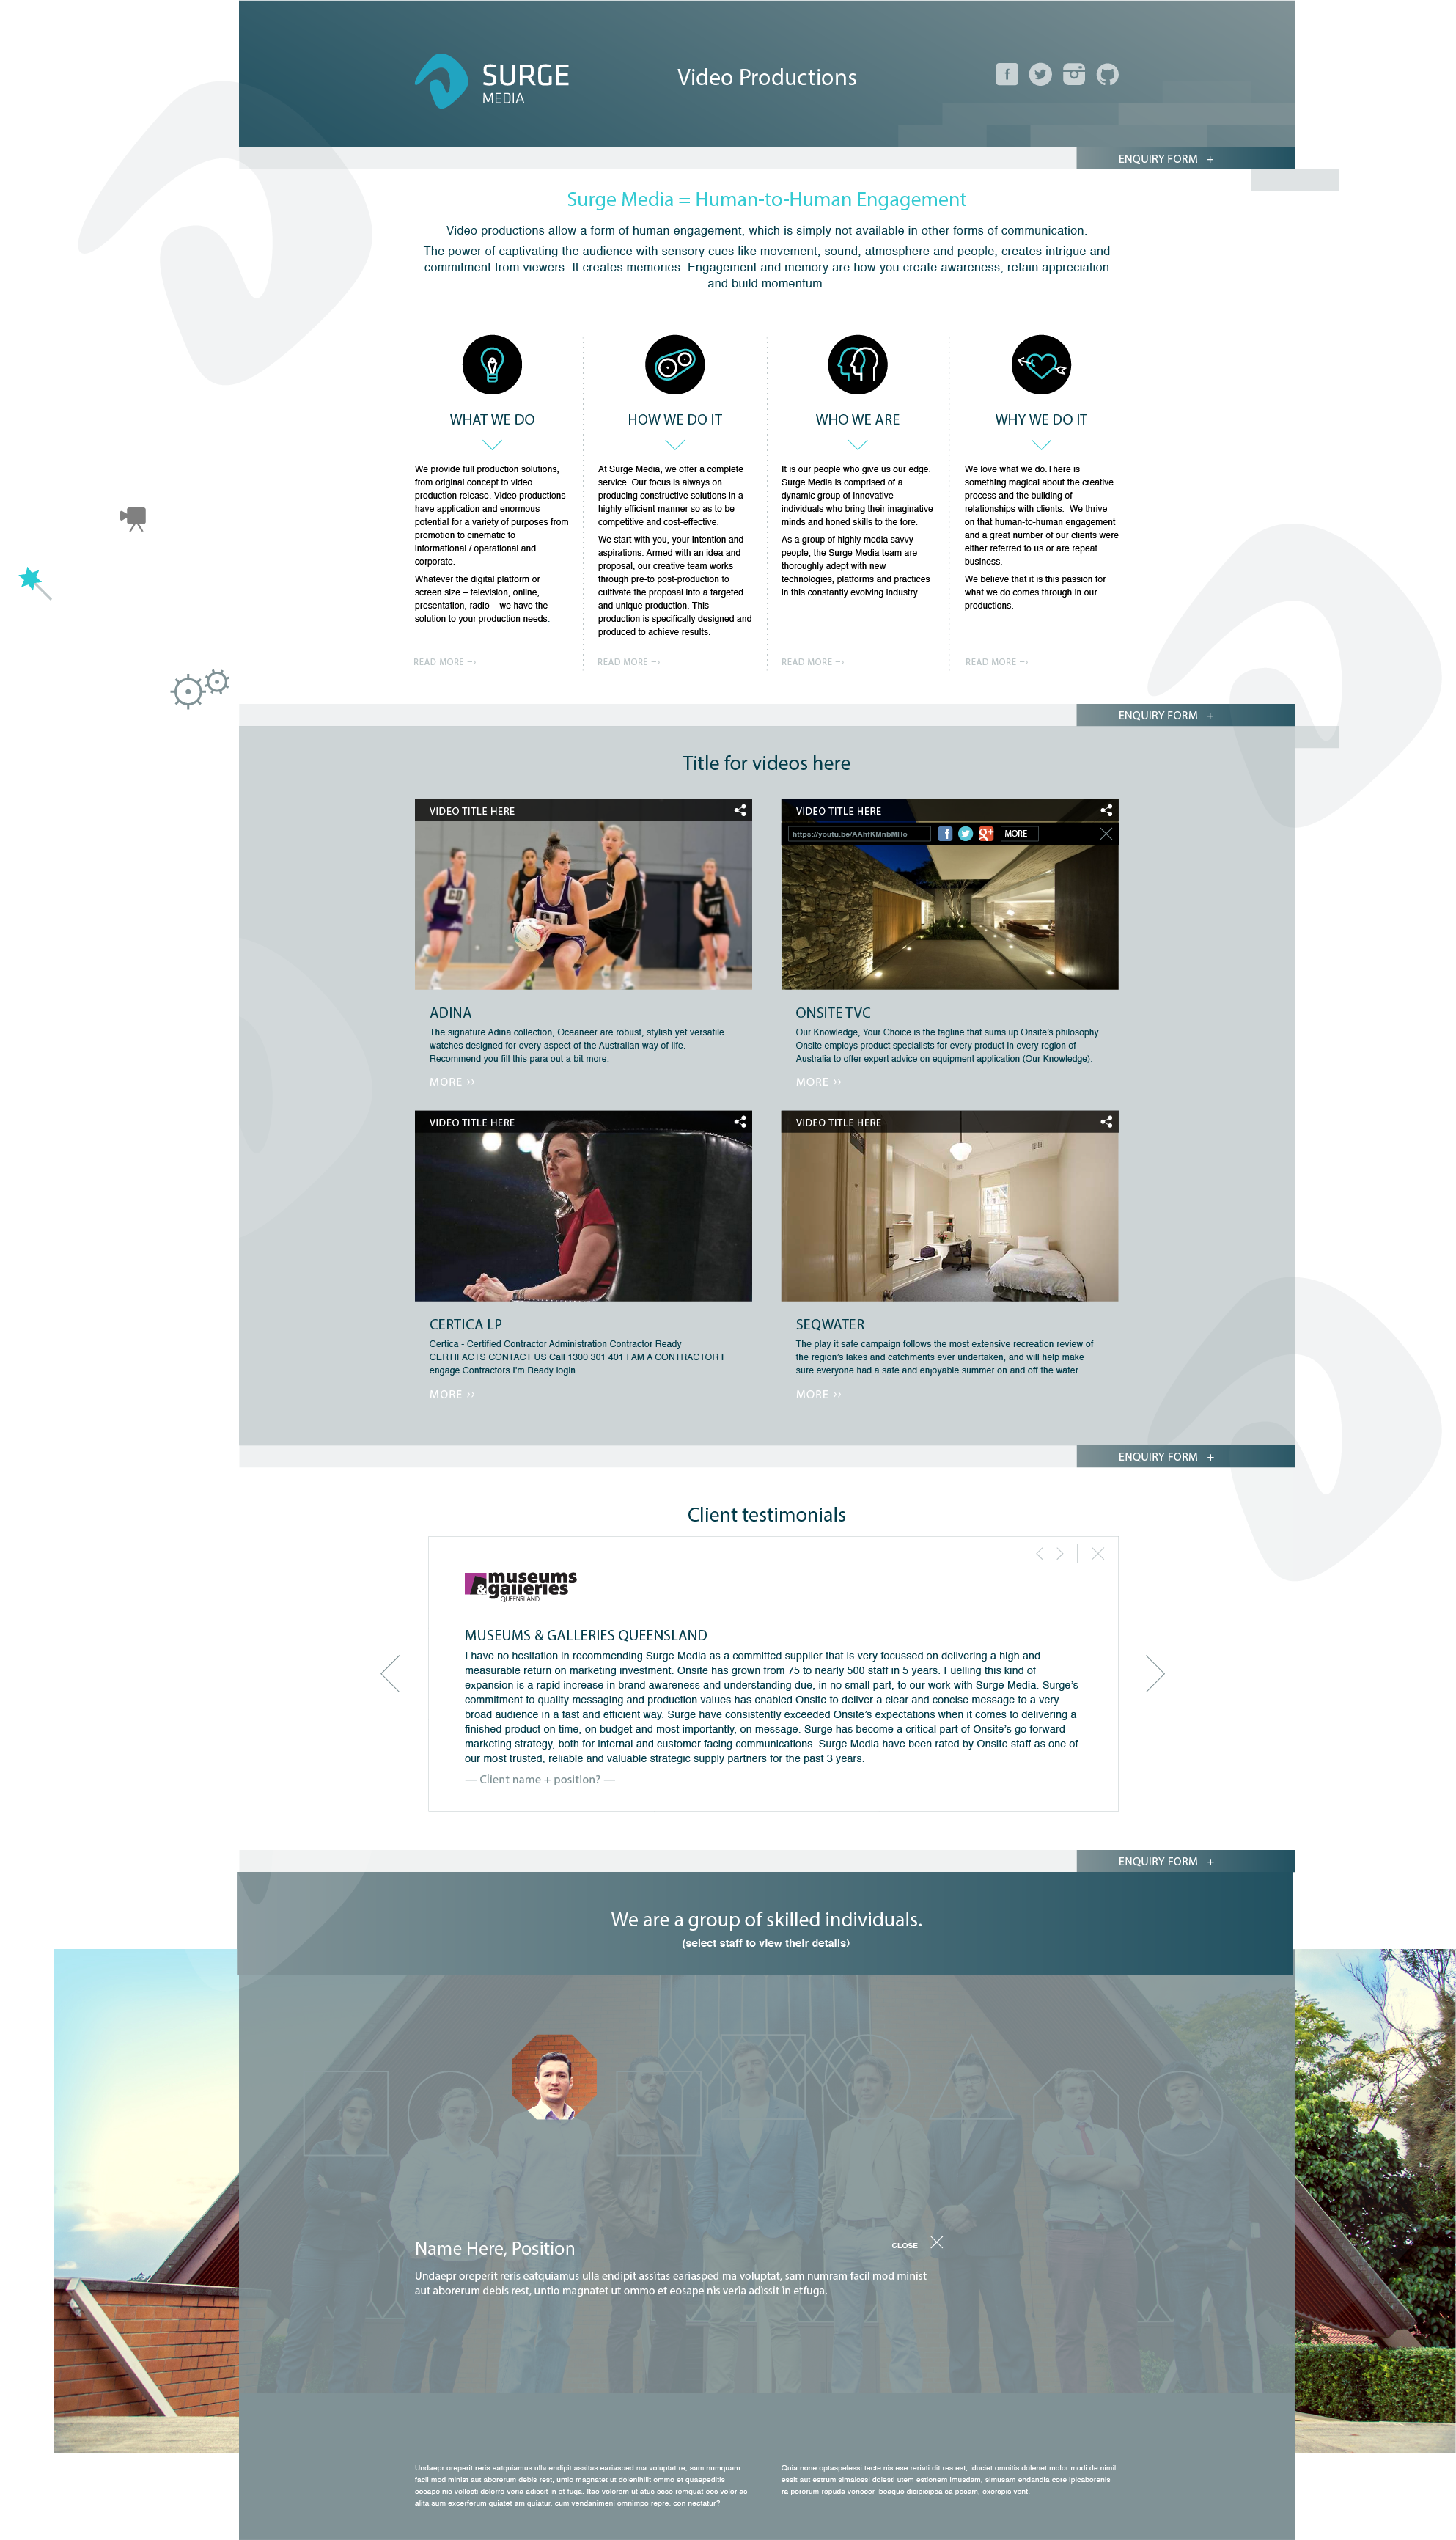 SURGE
MEDIA
Video Productions
ENQUIRY FORM +
Surge Media = Human-to-Human Engagement
Video productions allow a form of human engagement, which is simply not available in other forms of communication.
The power of captivating the audience with sensory cues like movement, sound, atmosphere and people, creates intrigue and
commitment from viewers. It creates memories. Engagement and memory are how you create awareness, retain appreciation
and build momentum.
WHAT WE DO
We provide full production solutions,
from original concept to video
production release. Video productions
have application and enormous
potential for a variety of purposes from
promotion to cinematic to
informational / operational and
corporate.
Whatever the digital platform or
screen size – television, online,
presentation, radio – we have the
solution to your production needs.
READ MORE
HOW WE DO IT
At Surge Media, we offer a complete
service. Our focus is always on
producing constructive solutions in a
highly efficient manner so as to be
competitive and cost-effective.
We start with you, your intention and
aspirations. Armed with an idea and
proposal, our creative team works
through pre-to post-production to
cultivate the proposal into a targeted
and unique production. This
production is specifically designed and
produced to achieve results.
READ MORE
WHO WE ARE
It is our people who give us our edge.
Surge Media is comprised of a
dynamic group of innovative
individuals who bring their imaginative
minds and honed skills to the fore.
As a group of highly media savvy
people, the Surge Media team are
thoroughly adept with new
technologies, platforms and practices
in this constantly evolving industry.
READ MORE
WHY WE DO IT
We love what we do.There is
something magical about the creative
process and the building of
relationships with clients. We thrive
on that human-to-human engagement
and a great number of our clients were
either referred to us or are repeat
business.
We believe that it is this passion for
what we do comes through in our
productions.
READ MORE
ENQUIRY FORM +
Title for videos here
VIDEO TITLE HERE
GA
ADINA
The signature Adina collection, Oceaneer are robust, stylish yet versatile
watches designed for every aspect of the Australian way of life.
Recommend you fill this para out a bit more.
MORE ››
VIDEO TITLE HERE
https://youtu.be/AAhfKMnbMHo
MORE +
ONSITE TVC
Our Knowledge, Your Choice is the tagline that sums up Onsite's philosophy.
Onsite employs product specialists for every product in every region of
Australia to offer expert advice on equipment application (Our Knowledge).
MORE ››
VIDEO TITLE HERE
CERTICA LP
Certica - Certified Contractor Administration Contractor Ready
CERTIFACTS CONTACT US Call 1300 301 401 I AM A CONTRACTOR I
engage Contractors I'm Ready login
MORE ››
VIDEO TITLE HERE
SEQWATER
The play it safe campaign follows the most extensive recreation review of
the region's lakes and catchments ever undertaken, and will help make
sure everyone had a safe and enjoyable summer on and off the water.
MORE ››
ENQUIRY FORM +
Client testimonials
museums
&galleries
QUEENSLAND
MUSEUMS & GALLERIES QUEENSLAND
I have no hesitation in recommending Surge Media as a committed supplier that is very focussed on delivering a high and
measurable return on marketing investment. Onsite has grown from 75 to nearly 500 staff in 5 years. Fuelling this kind of
expansion is a rapid increase in brand awareness and understanding due, in no small part, to our work with Surge Media. Surge's
commitment to quality messaging and production values has enabled Onsite to deliver a clear and concise message to a very
broad audience in a fast and efficient way. Surge have consistently exceeded Onsite's expectations when it comes to delivering a
finished product on time, on budget and most importantly, on message. Surge has become a critical part of Onsite's go forward
marketing strategy, both for internal and customer facing communications. Surge Media have been rated by Onsite staff as one of
our most trusted, reliable and valuable strategic supply partners for the past 3 years.
— Client name + position? —
ENQUIRY FORM +
We are a group of skilled individuals.
(select staff to view their details)
Name Here, Position
CLOSE
Undaepr oreperit reris eatquiamus ulla endipit assitas eariasped ma voluptat, sam numram facil mod minist
aut aborerum debis rest, untio magnatet ut ommo et eosape nis veria adissit in etfuga.
Undaepr oreperit reris eatquiamus ulla endipit assitas eariasped ma voluptat re, sam numquam
facil mod minist aut aborerum debis rest, untio magnatet ut dolenihilit ommo et quaepeditis
eosape nis vellecti dolorro veria adissit in et fuga. Itae volorem ut atus esse remquat eos volor as
alita sum excerferum quiatet am quiatur, cum vendanimeni omnimpo repre, con nectatur?
Quia none optaspelessi tecte nis ese reriati dit res est, iduciet omnitis dolenet molor modi de nimil
essit aut estrum simaiossi dolesti utem estionem imusdam, simusam endandia core ipicaborenis
ra porerum repuda venecer ibeaquo dicipicipsa sa posam, exerspis vent.